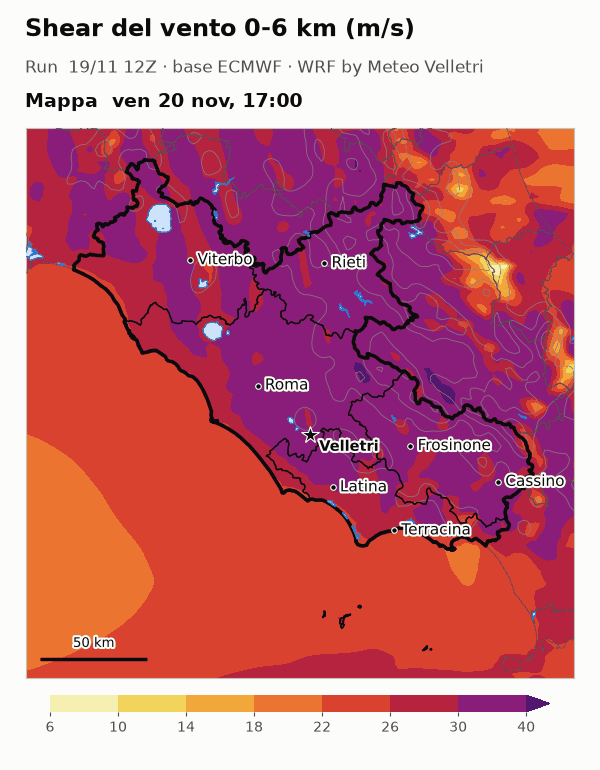 Shear del vento 0-6 km (m/s)
Run  19/11 12Z · base ECMWF · WRF by Meteo Velletri
Mappa  ven 20 nov, 17:00
Viterbo
Rieti
Roma
Velletri
Frosinone
Latina
Cassino
Terracina
50 km
6 10 14 18 22 26 30 40